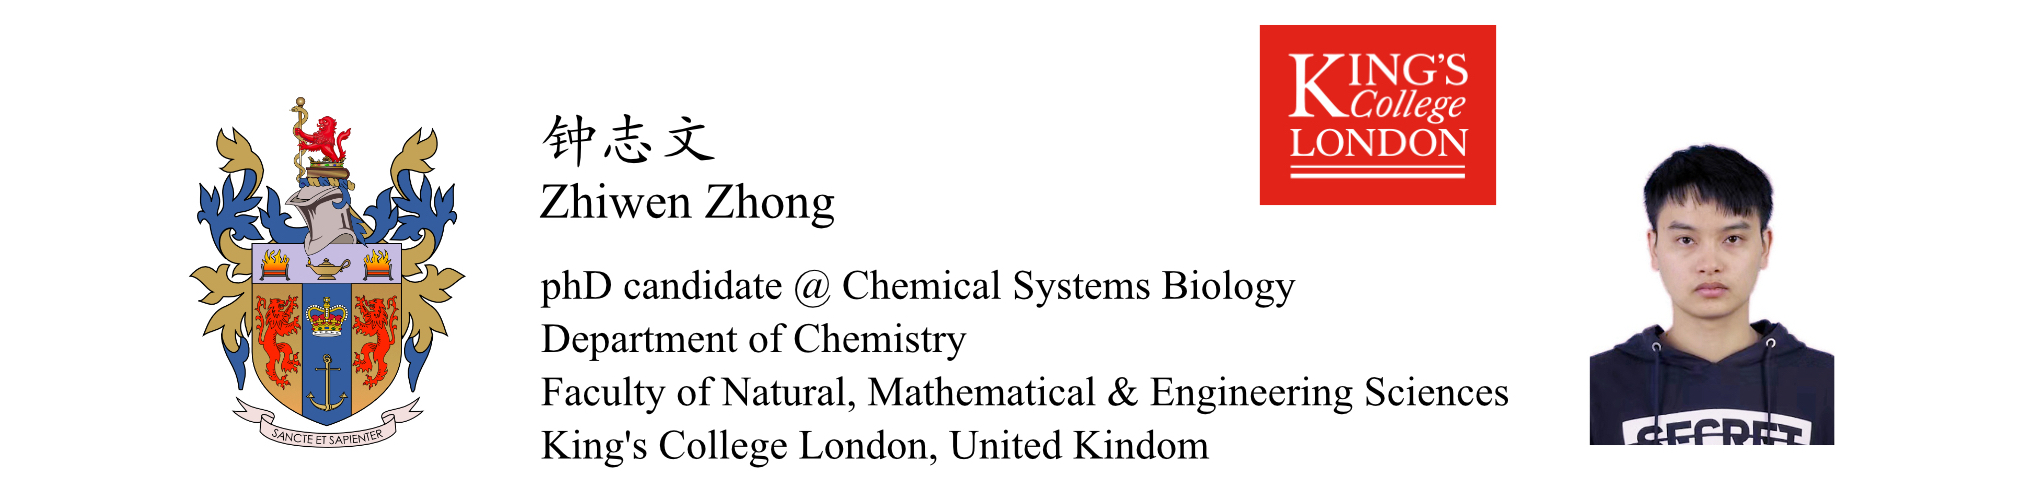 钟志文
Zhiwen Zhong
phD candidate @ Chemical Systems Biology
Department of Chemistry
Faculty of Natural, Mathematical & Engineering Sciences
King's College London, United Kindom
KING'S
College
LONDON
SANCTE ET SAPIENTER
SECRET